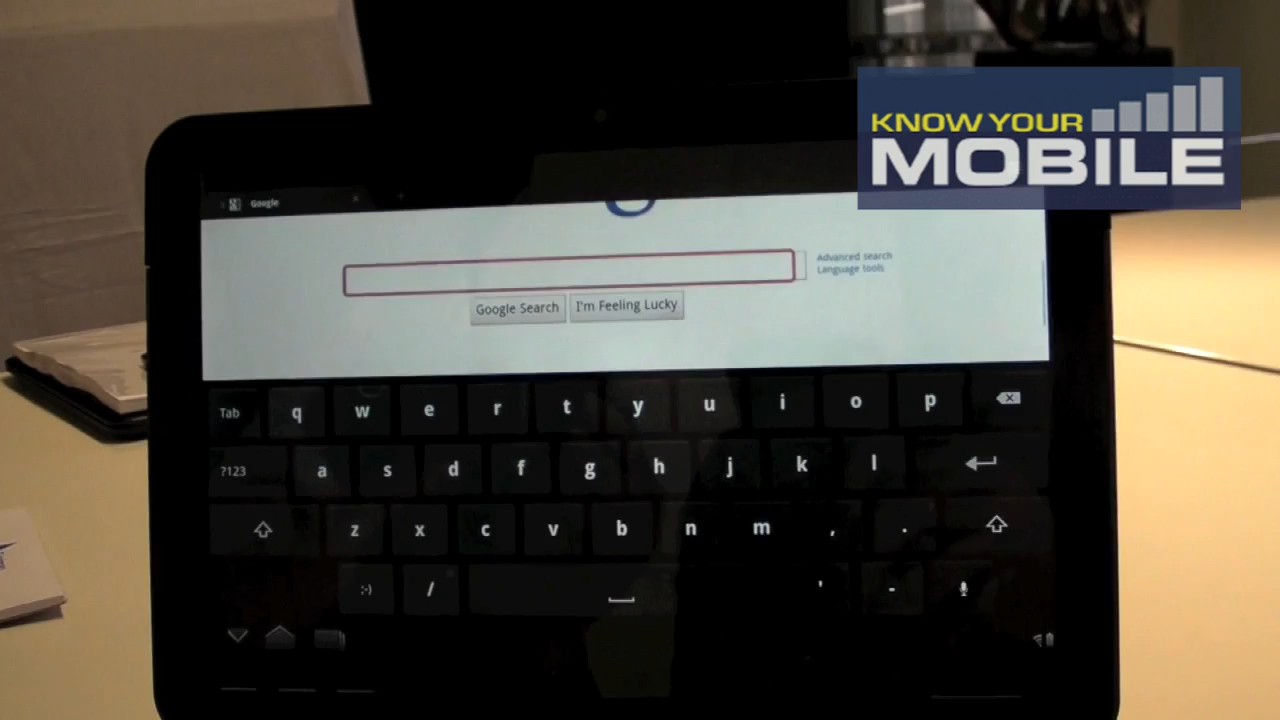 KNOW YOUR
MOBILE
Google
Advanced search
Language tools
Google Search I'm Feeling Lucky
Tab q w e r t y u i o p
?123 a s d f g h j k l
z x c v b n m , .
:-) / ' -